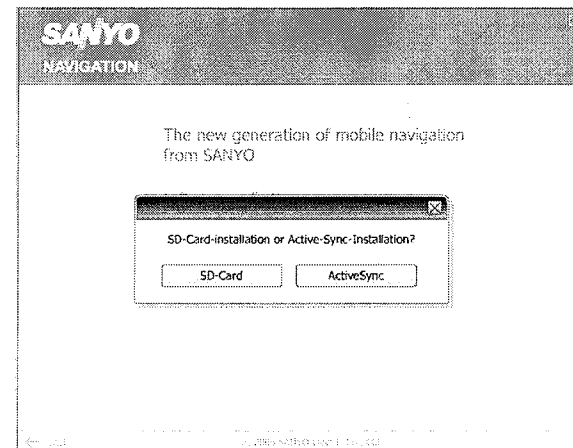 SANYO
NAVIGATION
The new generation of mobile navigation
from SANYO
SD-Card-installation or Active-Sync-Installation?
SD-Card
ActiveSync